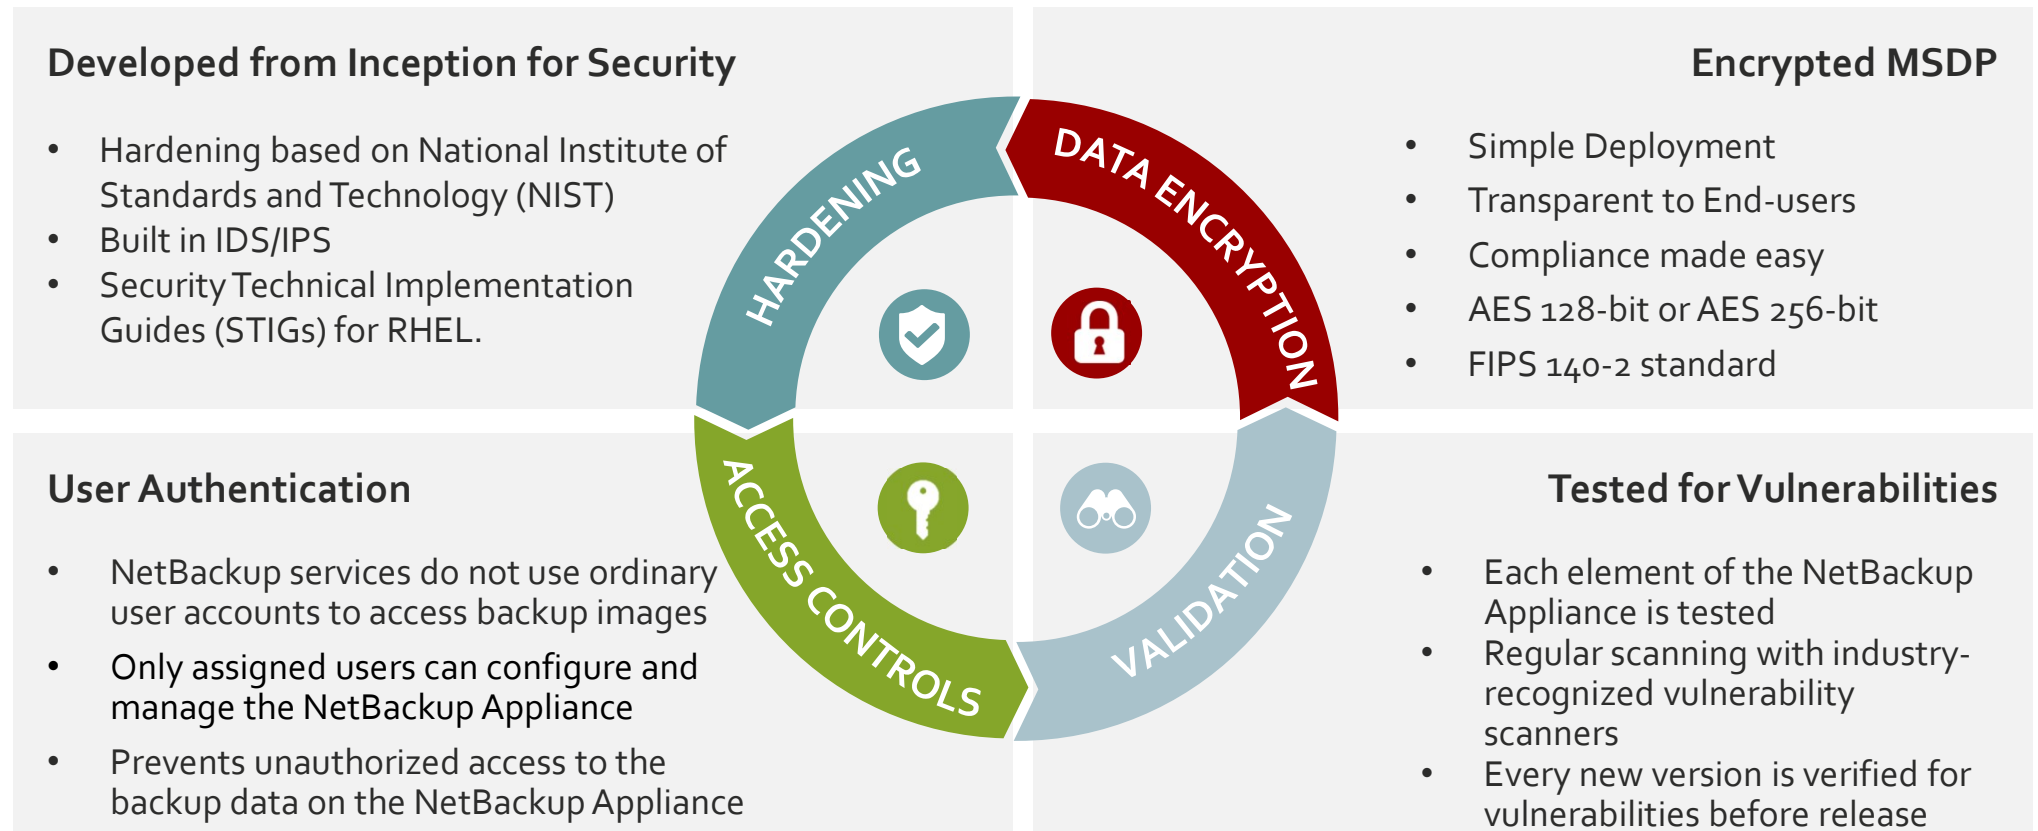 Developed from Inception for Security
• Hardening based on National Institute of
Standards and Technology (NIST)
• Built in IDS/IPS
• Security Technical Implementation
Guides (STIGs) for RHEL.
HARDENING
DATA ENCRYPTION
Encrypted MSDP
• Simple Deployment
• Transparent to End-users
• Compliance made easy
• AES 128-bit or AES 256-bit
• FIPS 140-2 standard
User Authentication
• NetBackup services do not use ordinary
user accounts to access backup images
• Only assigned users can configure and
manage the NetBackup Appliance
• Prevents unauthorized access to the
backup data on the NetBackup Appliance
ACCESS CONTROLS
VALIDATION
Tested for Vulnerabilities
• Each element of the NetBackup
Appliance is tested
• Regular scanning with industry-
recognized vulnerability
scanners
• Every new version is verified for
vulnerabilities before release